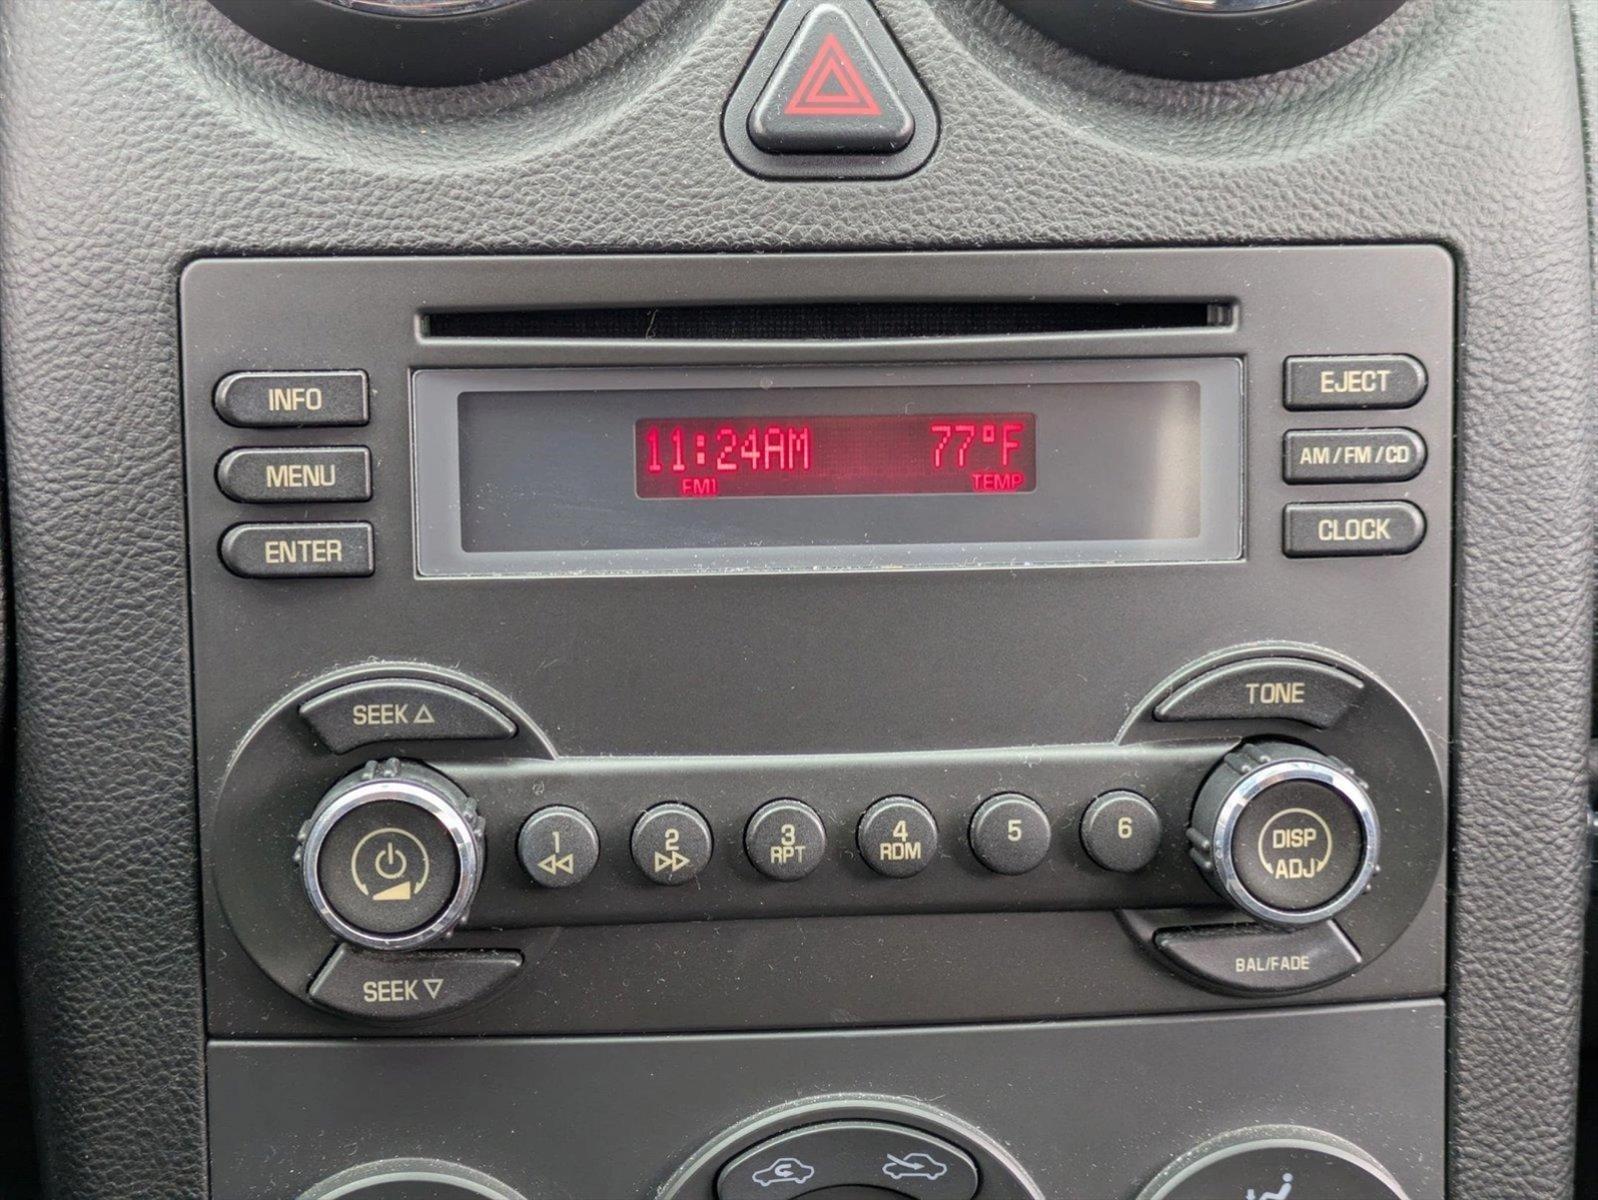 INFO
MENU
ENTER
11:24AM 77°F
FM1 TEMP
EJECT
AM/FM/CD
CLOCK
SEEK △
TONE
1
2
3
RPT
4
RDM
5
6
DISP
ADJ
SEEK ▽
BAL/FADE